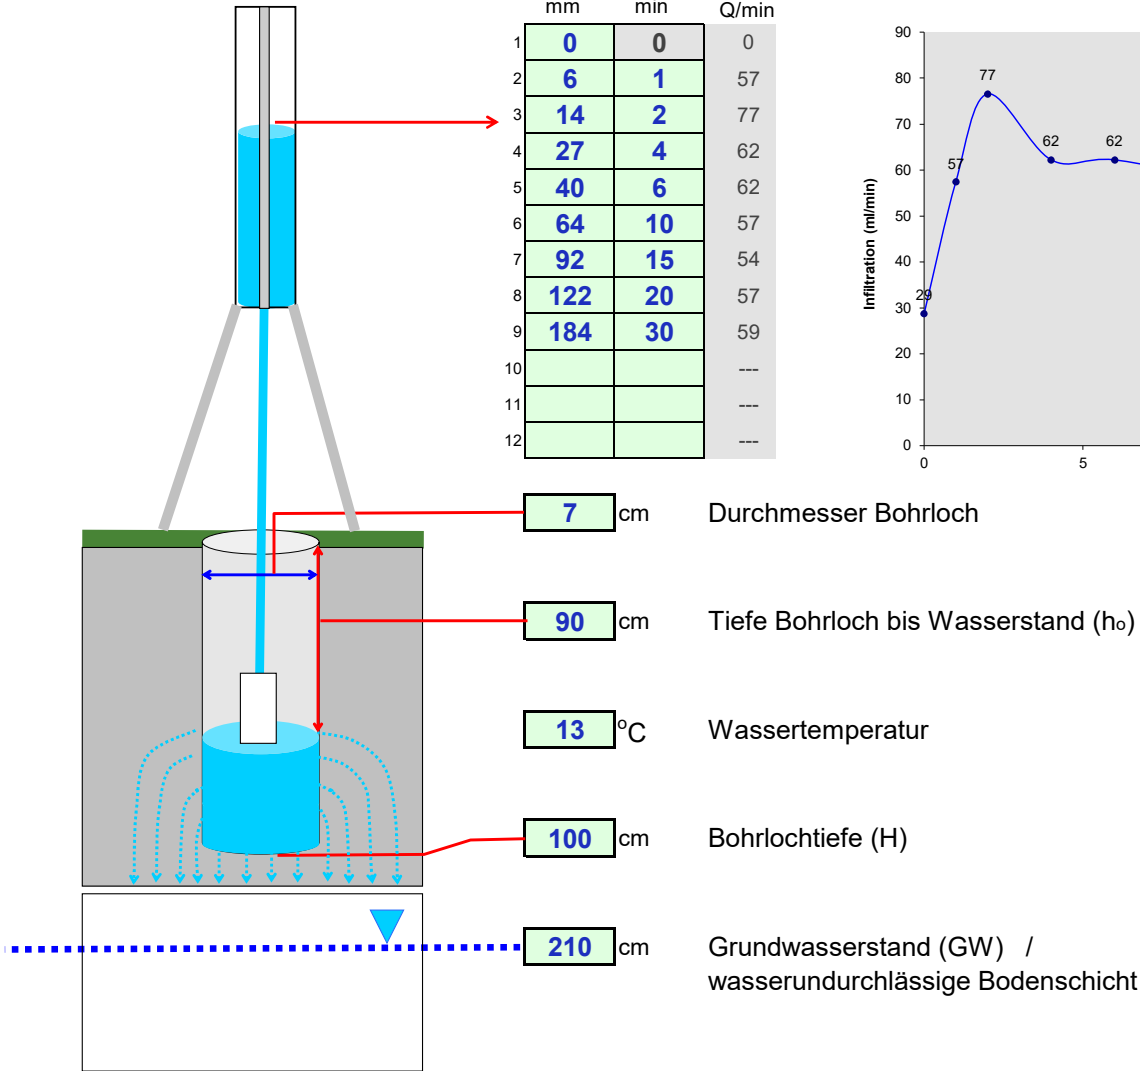 mm min Q/min
1 0 0 0
2 6 1 57
3 14 2 77
4 27 4 62
5 40 6 62
6 64 10 57
7 92 15 54
8 122 20 57
9 184 30 59
10 ---
11 ---
12 ---
Infiltration (ml/min)
90
80
70
60
50
40
30
20
10
0
0 5
29
57
77
62
62
7 cm Durchmesser Bohrloch
90 cm Tiefe Bohrloch bis Wasserstand (ho)
13 °C Wassertemperatur
100 cm Bohrlochtiefe (H)
210 cm Grundwasserstand (GW) /
wasserundurchlässige Bodenschicht